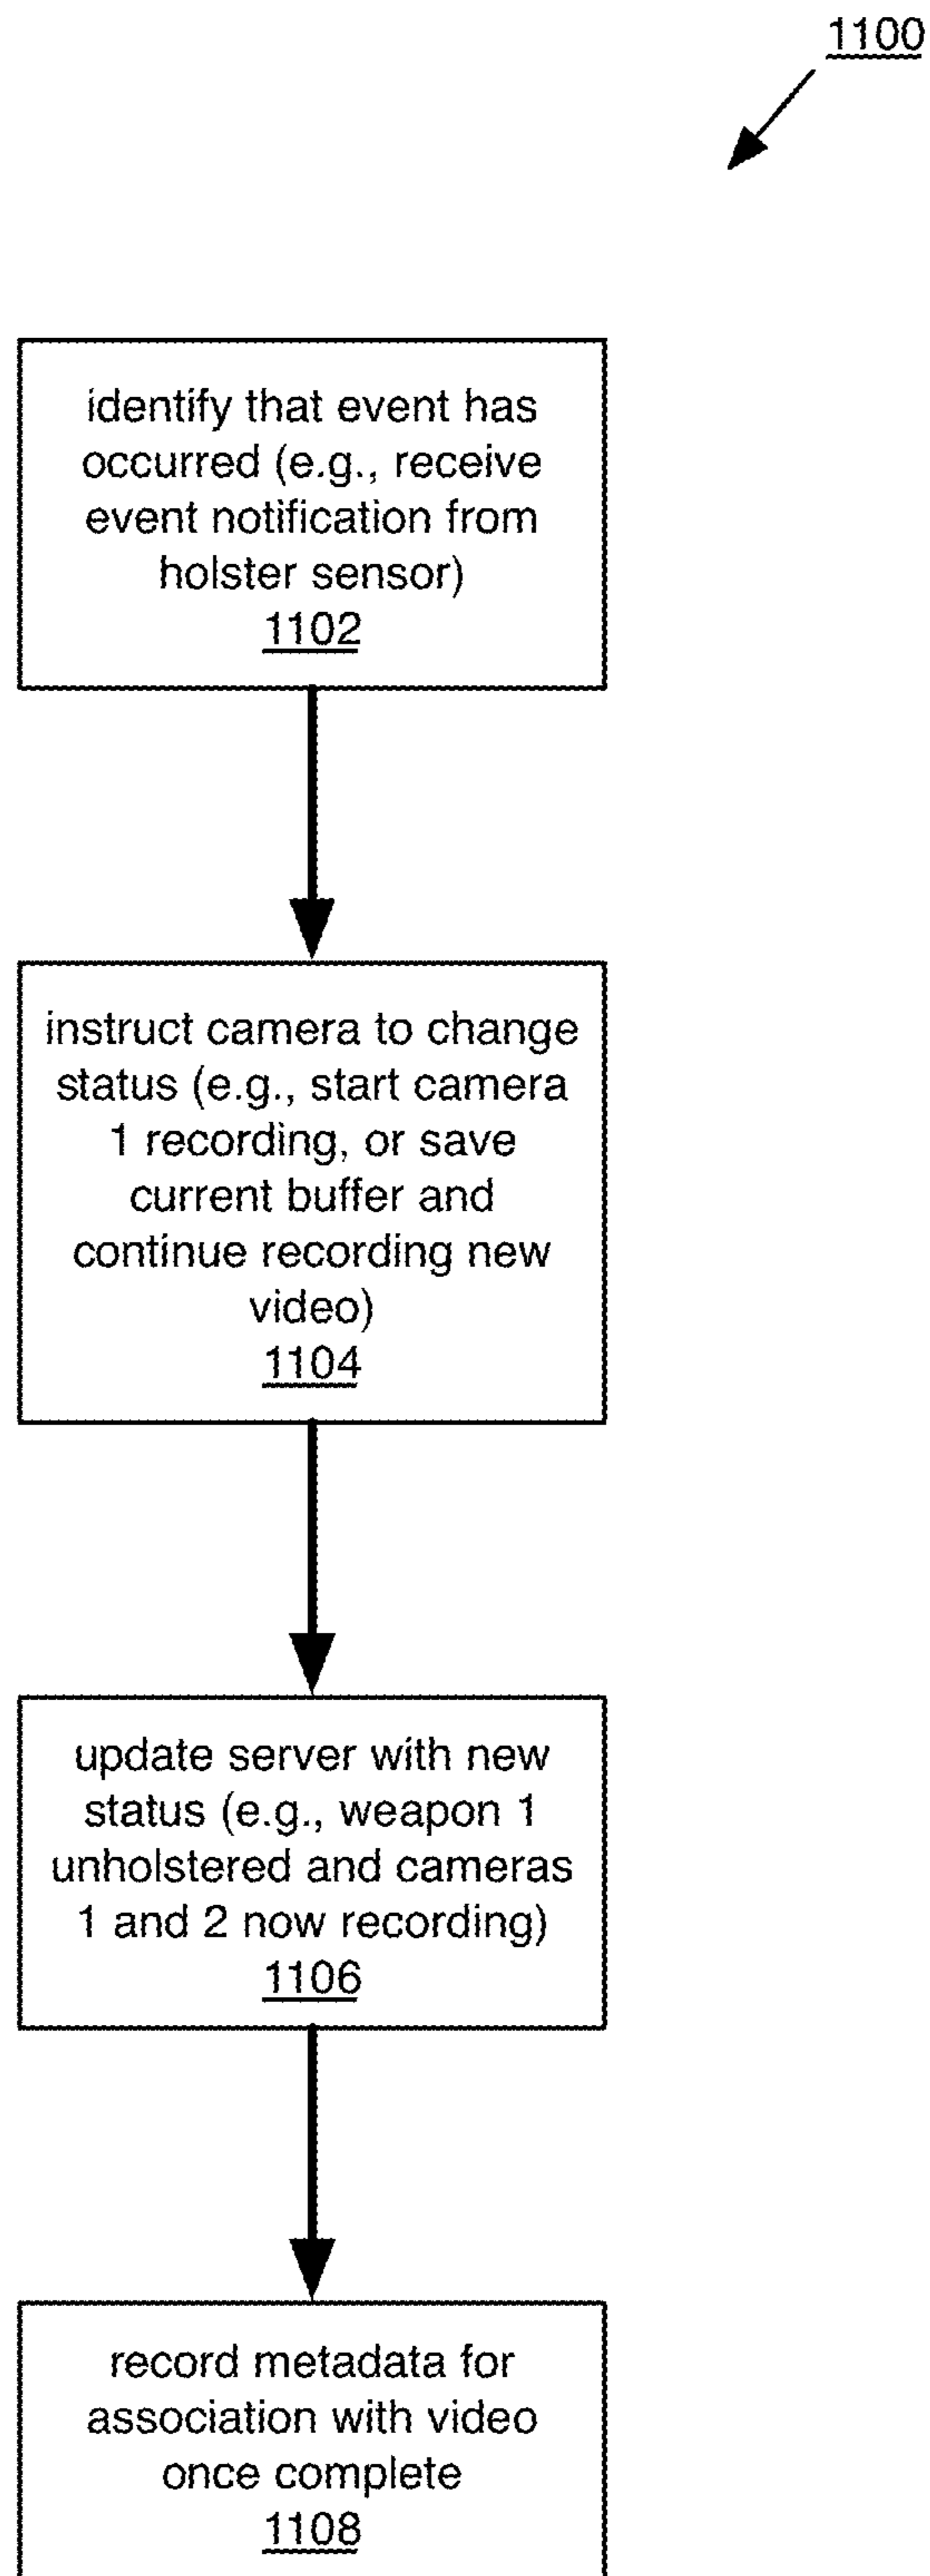 1100
identify that event has
occurred (e.g., receive
event notification from
holster sensor)
1102
instruct camera to change
status (e.g., start camera
1 recording, or save
current buffer and
continue recording new
video)
1104
update server with new
status (e.g., weapon 1
unholstered and cameras
1 and 2 now recording)
1106
record metadata for
association with video
once complete
1108